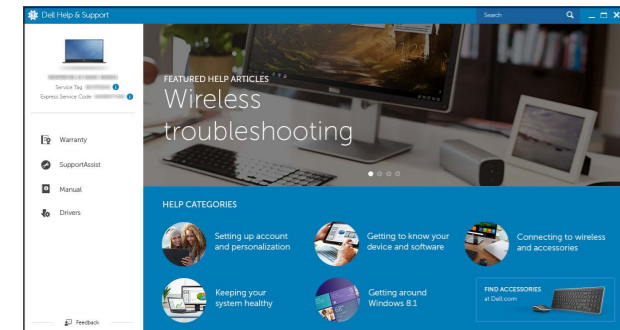 Dell Help & Support
Search
Service Tag
Express Service Code
Warranty
SupportAssist
Manual
Drivers
Feedback
FEATURED HELP ARTICLES
Wireless
troubleshooting
HELP CATEGORIES
Setting up account
and personalization
Getting to know your
device and software
Connecting to wireless
and accessories
Keeping your
system healthy
Getting around
Windows 8.1
FIND ACCESSORIES
at Dell.com